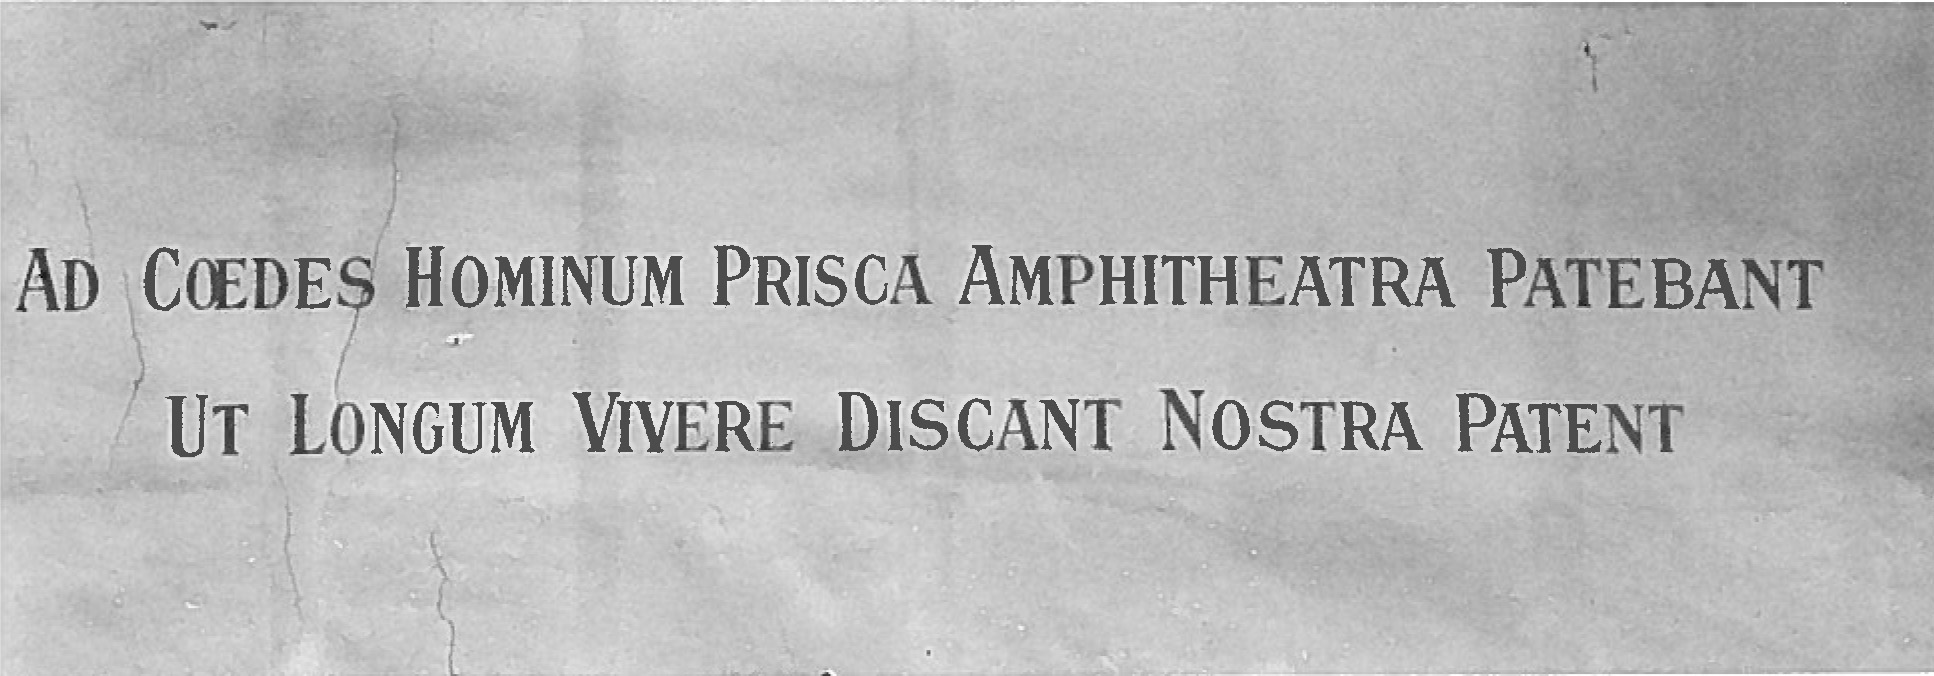 Ad Cœdes Hominum Prisca Amphitheatra Patebant
Ut Longum Vivere Discant Nostra Patent